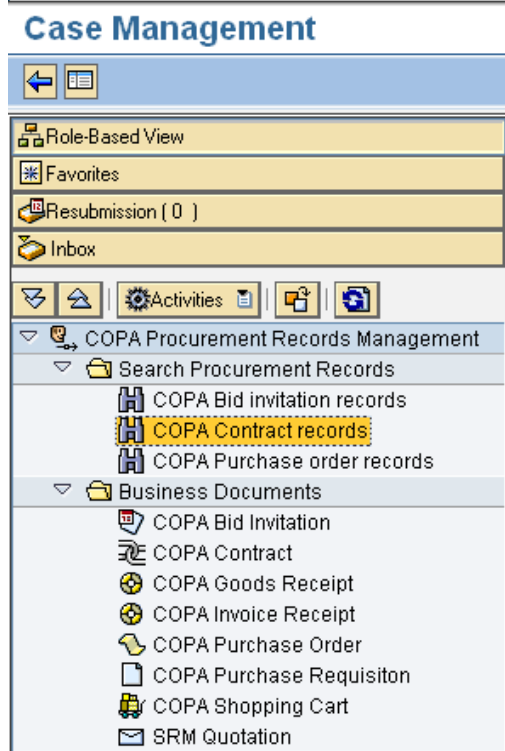 Case Management
Role-Based View
Favorites
Resubmission ( 0 )
Inbox
Activities
COPA Procurement Records Management
Search Procurement Records
COPA Bid invitation records
COPA Contract records
COPA Purchase order records
Business Documents
COPA Bid Invitation
COPA Contract
COPA Goods Receipt
COPA Invoice Receipt
COPA Purchase Order
COPA Purchase Requisiton
COPA Shopping Cart
SRM Quotation